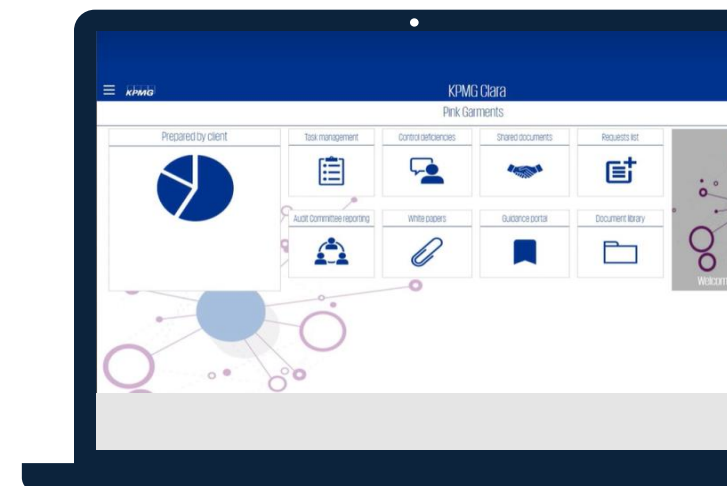 KPMG
KPMG Clara
Pink Garments
Prepared by client
Task management
Control deficiencies
Shared documents
Requests list
Audit Committee reporting
White papers
Guidance portal
Document library
Welcom